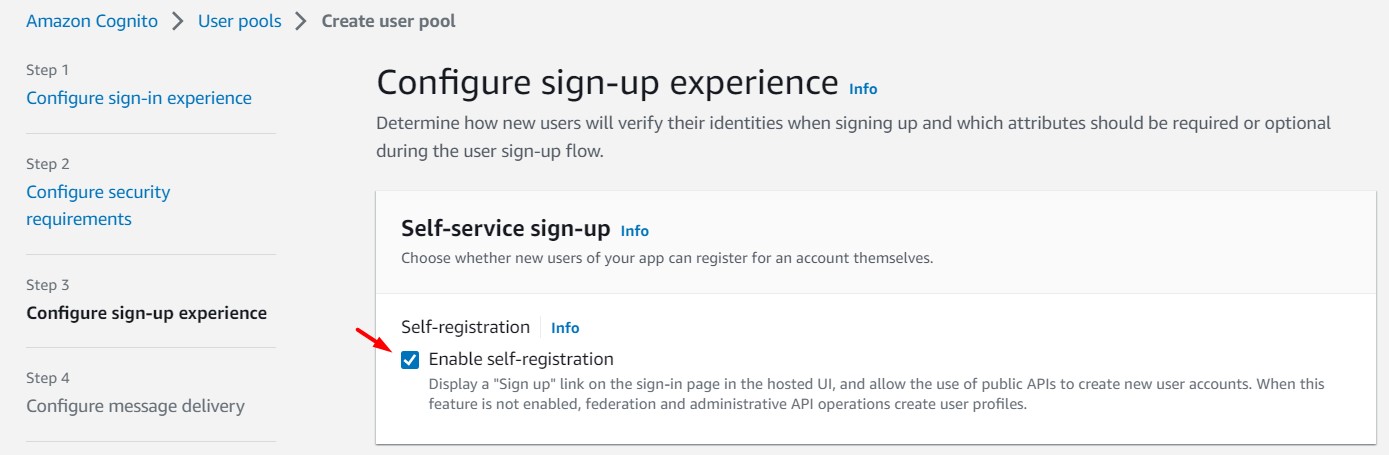 Amazon Cognito > User pools > Create user pool
Step 1
Configure sign-in experience
Step 2
Configure security
requirements
Step 3
Configure sign-up experience
Step 4
Configure message delivery
Configure sign-up experience Info
Determine how new users will verify their identities when signing up and which attributes should be required or optional
during the user sign-up flow.
Self-service sign-up Info
Choose whether new users of your app can register for an account themselves.
Self-registration Info
Enable self-registration
Display a "Sign up" link on the sign-in page in the hosted UI, and allow the use of public APIs to create new user accounts. When this
feature is not enabled, federation and administrative API operations create user profiles.